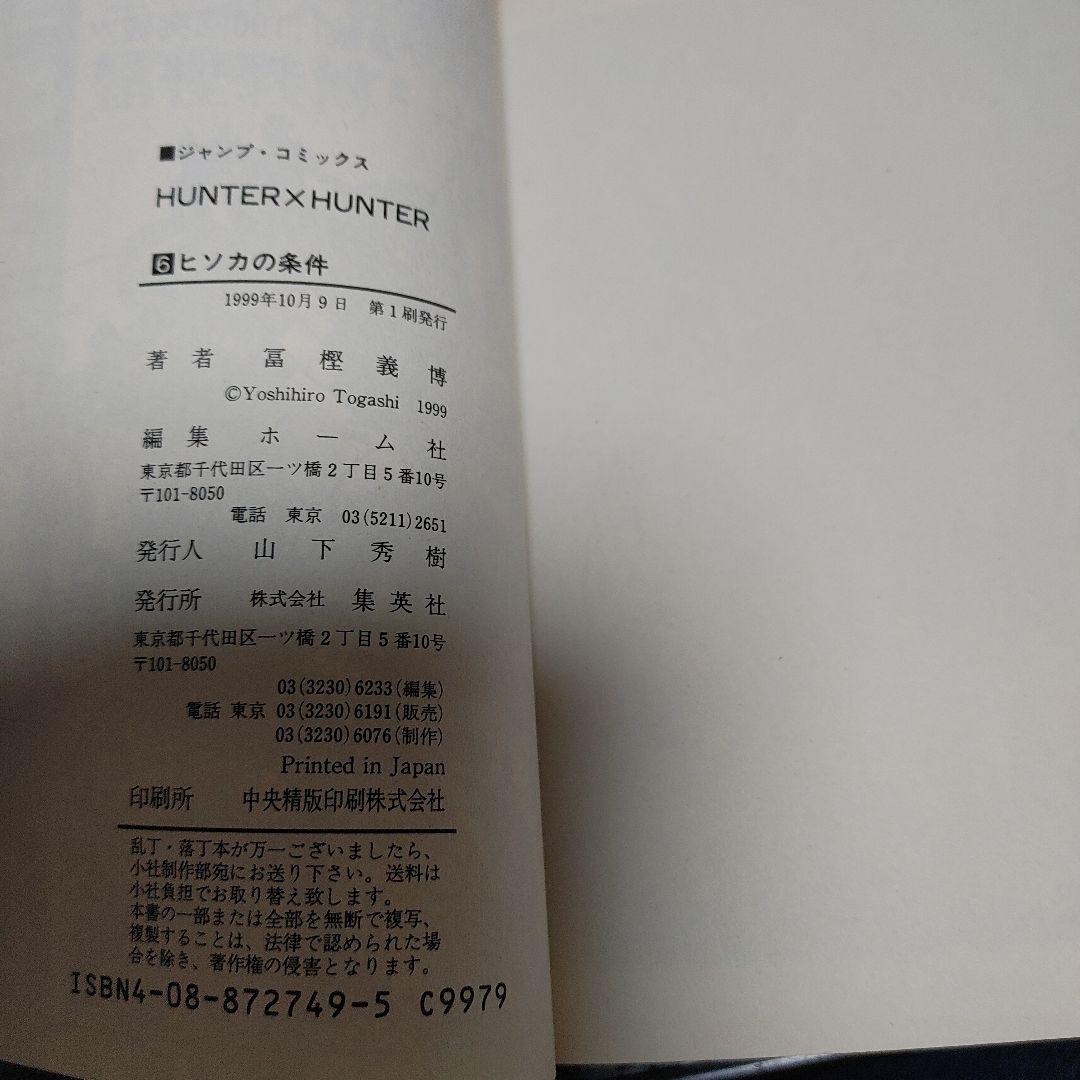 ■ジャンプ・コミックス
HUNTER×HUNTER
6ヒソカの条件
1999年10月9日 第1刷発行
著者 冨樫義博
©Yoshihiro Togashi 1999
編集 ホーム社
東京都千代田区一ツ橋2丁目5番10号
〒101-8050
電話 東京 03(5211)2651
発行人 山下秀樹
発行所 株式会社 集英社
東京都千代田区一ツ橋2丁目5番10号
〒101-8050
03(3230)6233(編集)
電話 東京 03(3230)6191(販売)
03(3230)6076(制作)
Printed in Japan
印刷所 中央精版印刷株式会社
乱丁・落丁本が万一ございましたら、
小社制作部宛にお送り下さい。送料は
小社負担でお取り替え致します。
本書の一部または全部を無断で複写、
複製することは、法律で認められた場
合を除き、著作権の侵害となります。
ISBN4-08-872749-5 C9979